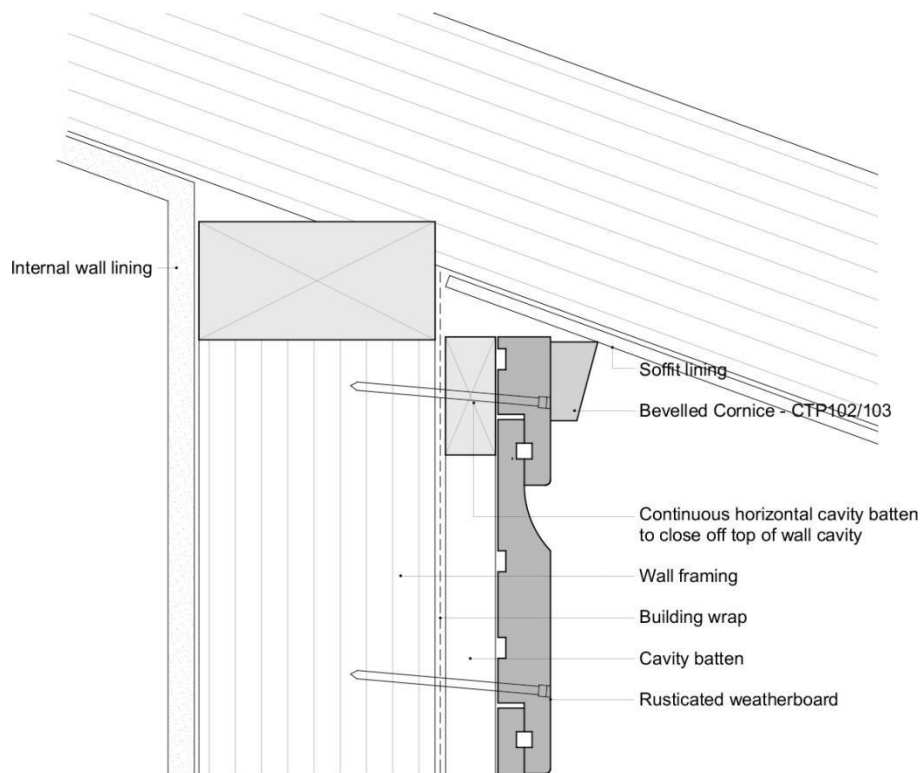 Internal wall lining
Soffit lining
Bevelled Cornice - CTP102/103
Continuous horizontal cavity batten
to close off top of wall cavity
Wall framing
Building wrap
Cavity batten
Rusticated weatherboard